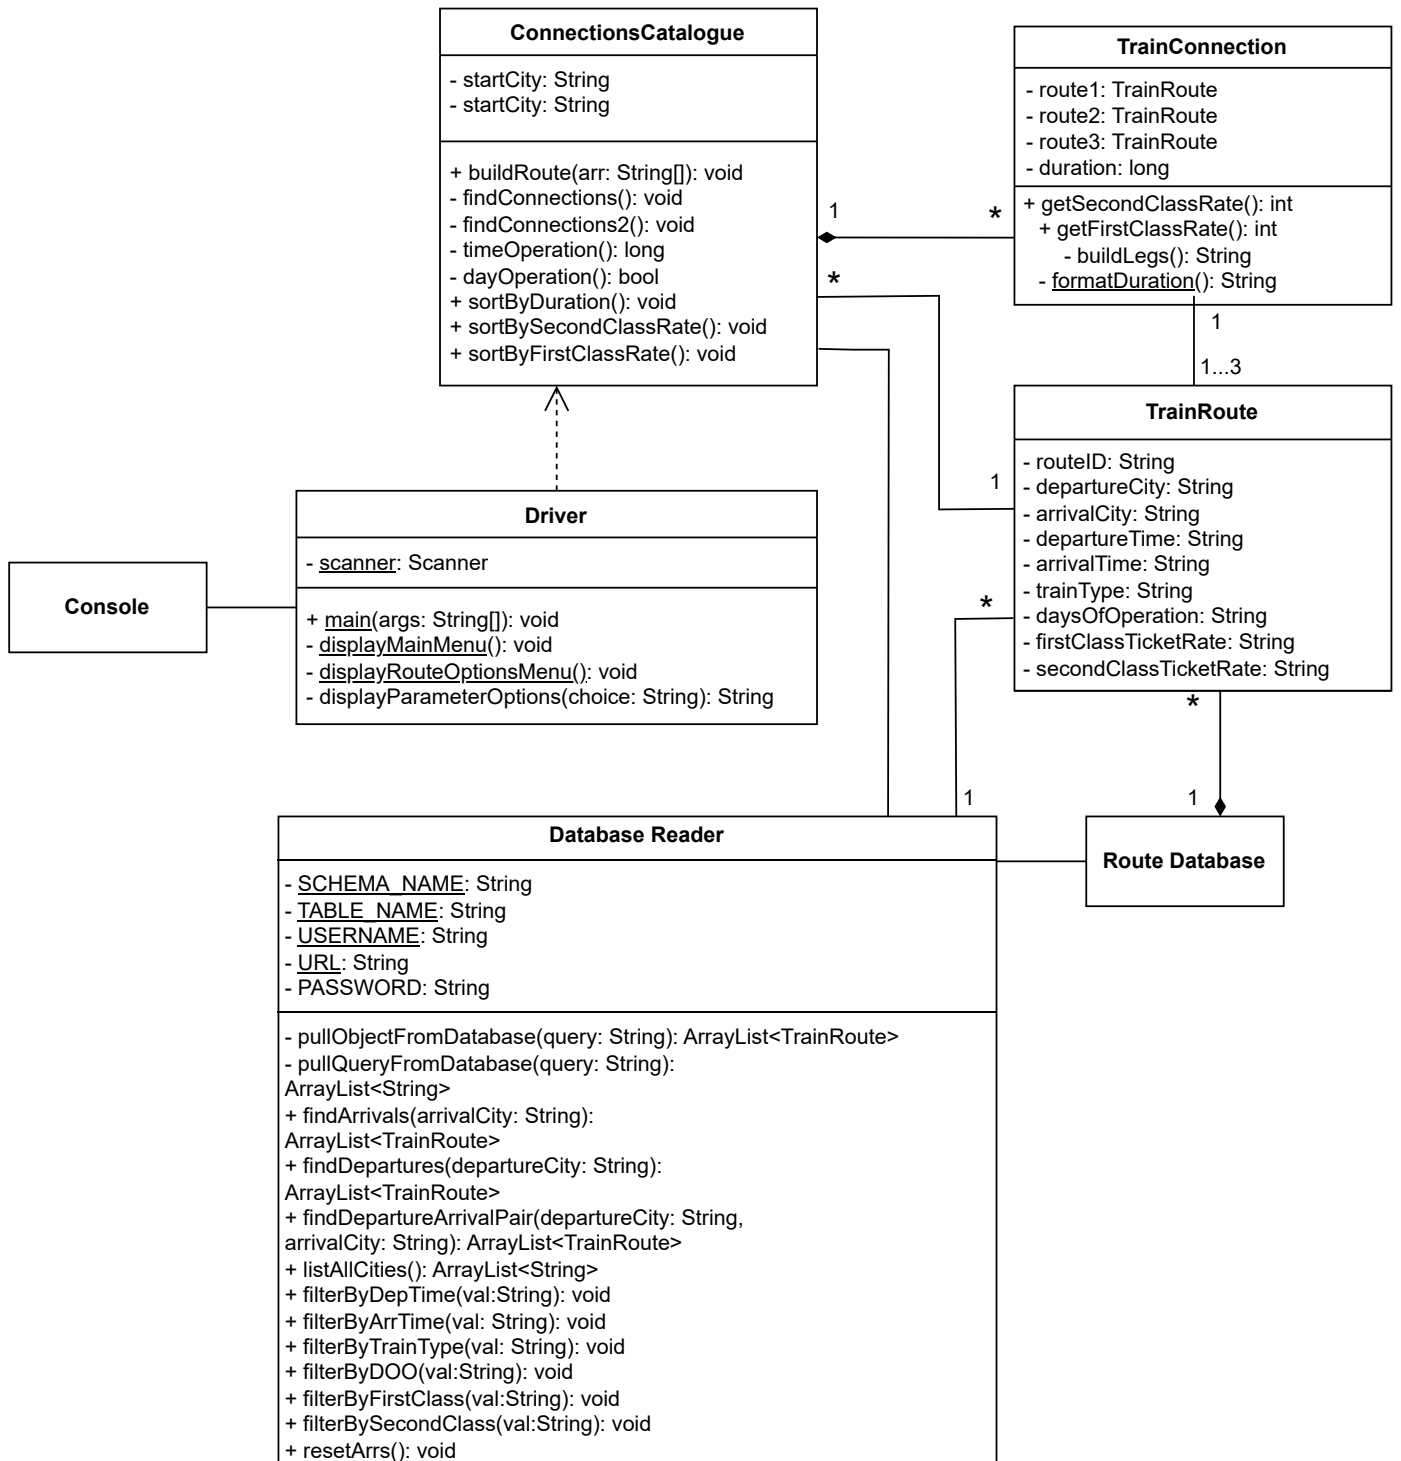 ConnectionsCatalogue
- startCity: String
- startCity: String
+ buildRoute(arr: String[]): void
- findConnections(): void
- findConnections2(): void
- timeOperation(): long
- dayOperation(): bool
+ sortByDuration(): void
+ sortBySecondClassRate(): void
+ sortByFirstClassRate(): void
1
*
*
TrainConnection
- route1: TrainRoute
- route2: TrainRoute
- route3: TrainRoute
- duration: long
+ getSecondClassRate(): int
+ getFirstClassRate(): int
- buildLegs(): String
- formatDuration(): String
1
1...3
TrainRoute
- routeID: String
- departureCity: String
- arrivalCity: String
- departureTime: String
- arrivalTime: String
- trainType: String
- daysOfOperation: String
- firstClassTicketRate: String
- secondClassTicketRate: String
1
*
*
Driver
- scanner: Scanner
+ main(args: String[]): void
- displayMainMenu(): void
- displayRouteOptionsMenu(): void
- displayParameterOptions(choice: String): String
Console
1
1
Route Database
Database Reader
- SCHEMA_NAME: String
- TABLE_NAME: String
- USERNAME: String
- URL: String
- PASSWORD: String
- pullObjectFromDatabase(query: String): ArrayList<TrainRoute>
- pullQueryFromDatabase(query: String):
ArrayList<String>
+ findArrivals(arrivalCity: String):
ArrayList<TrainRoute>
+ findDepartures(departureCity: String):
ArrayList<TrainRoute>
+ findDepartureArrivalPair(departureCity: String,
arrivalCity: String): ArrayList<TrainRoute>
+ listAllCities(): ArrayList<String>
+ filterByDepTime(val:String): void
+ filterByArrTime(val: String): void
+ filterByTrainType(val: String): void
+ filterByDOO(val:String): void
+ filterByFirstClass(val:String): void
+ filterBySecondClass(val:String): void
+ resetArrs(): void